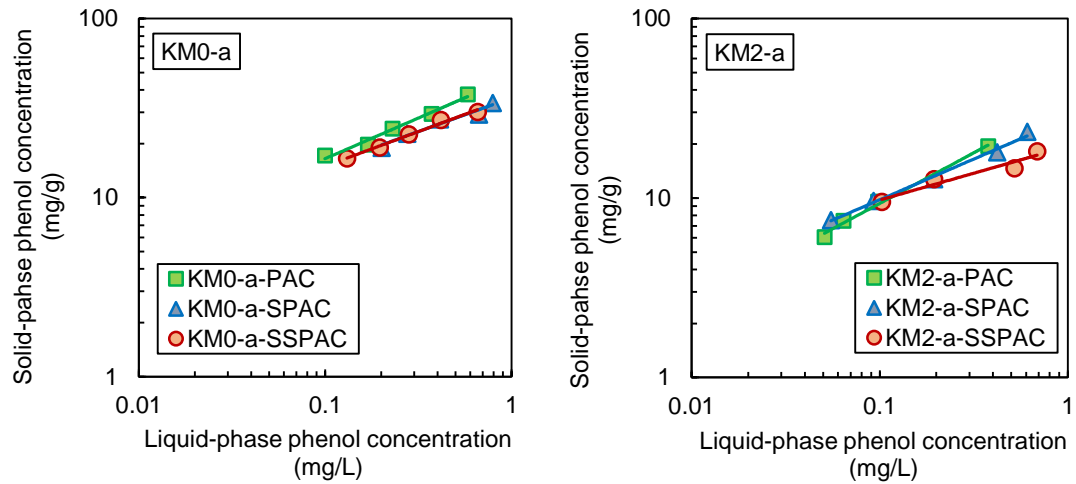 100
10
1
KM0-a
KM0-a-PAC
KM0-a-SPAC
KM0-a-SSPAC
0.01
0.1
1
Solid-pahse phenol concentration
(mg/g)
Liquid-phase phenol concentration
(mg/L)
100
10
1
KM2-a
KM2-a-PAC
KM2-a-SPAC
KM2-a-SSPAC
0.01
0.1
1
Solid-pahse phenol concentration
(mg/g)
Liquid-phase phenol concentration
(mg/L)